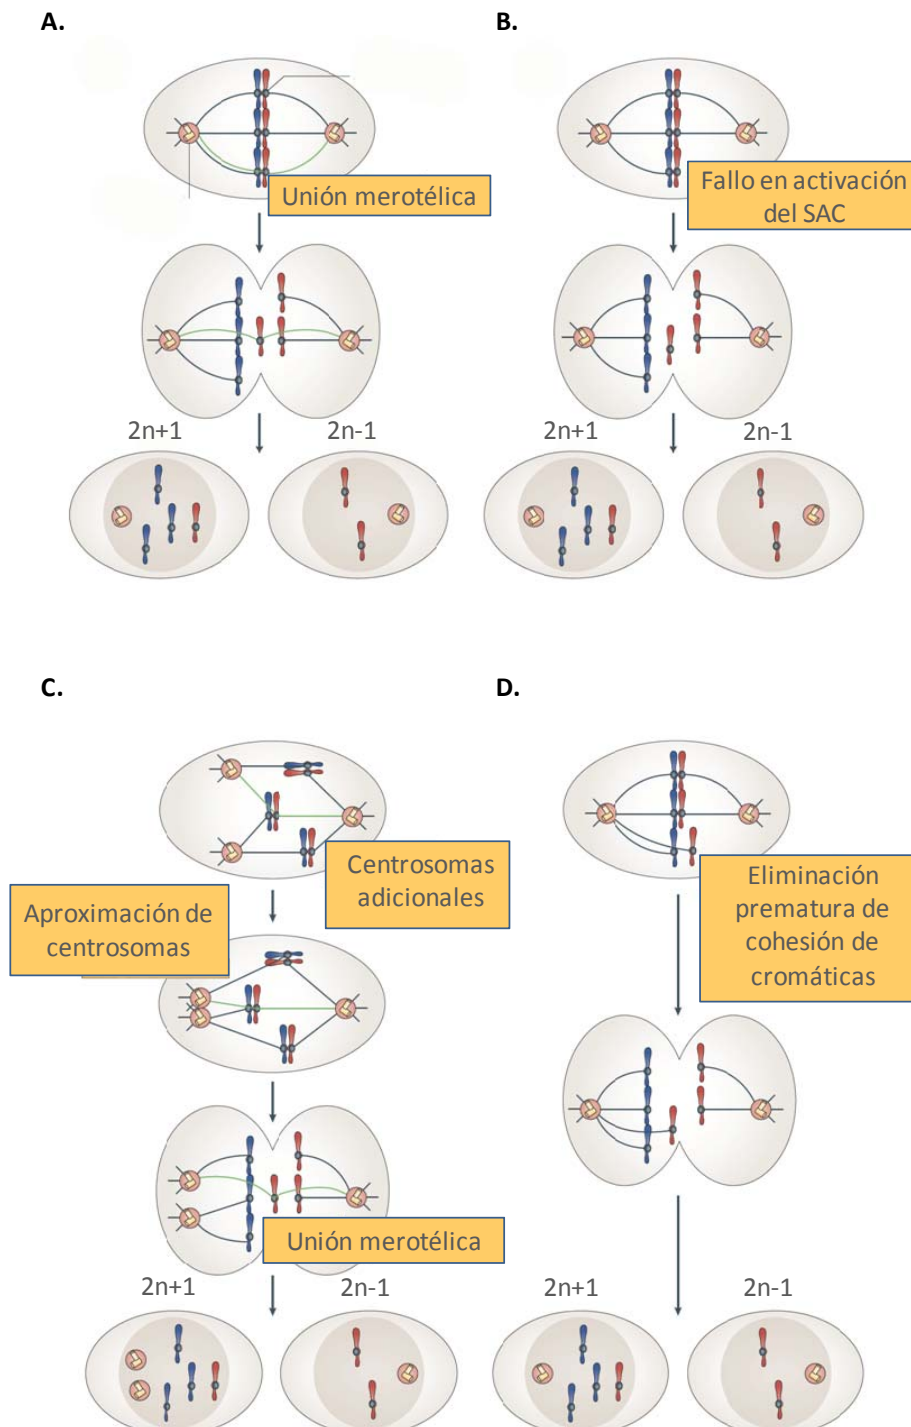 A.
B.
Unión merotélica
Fallo en activación
del SAC
2n+1
2n-1
2n+1
2n-1
C.
D.
Centrosomas
adicionales
Aproximación de
centrosomas
Eliminación
prematura de
cohesión de
cromáticas
Unión merotélica
2n+1
2n-1
2n+1
2n-1